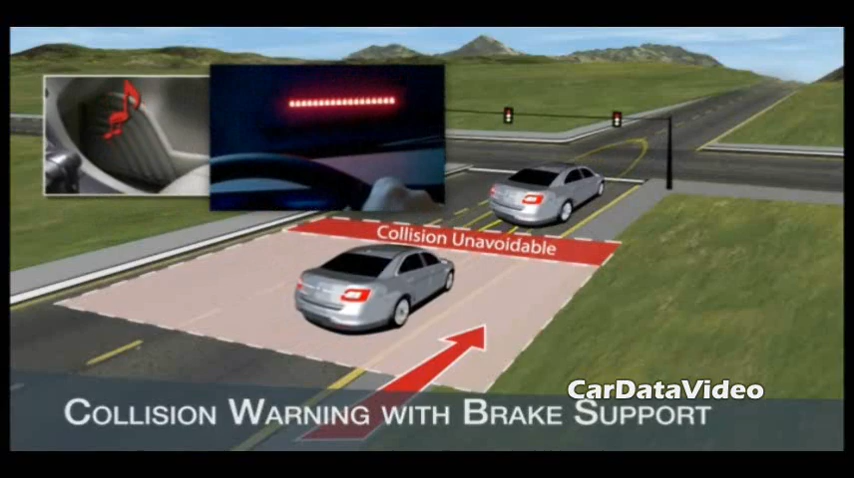 Collision Unavoidable
CarDataVideo
COLLISION WARNING WITH BRAKE SUPPORT